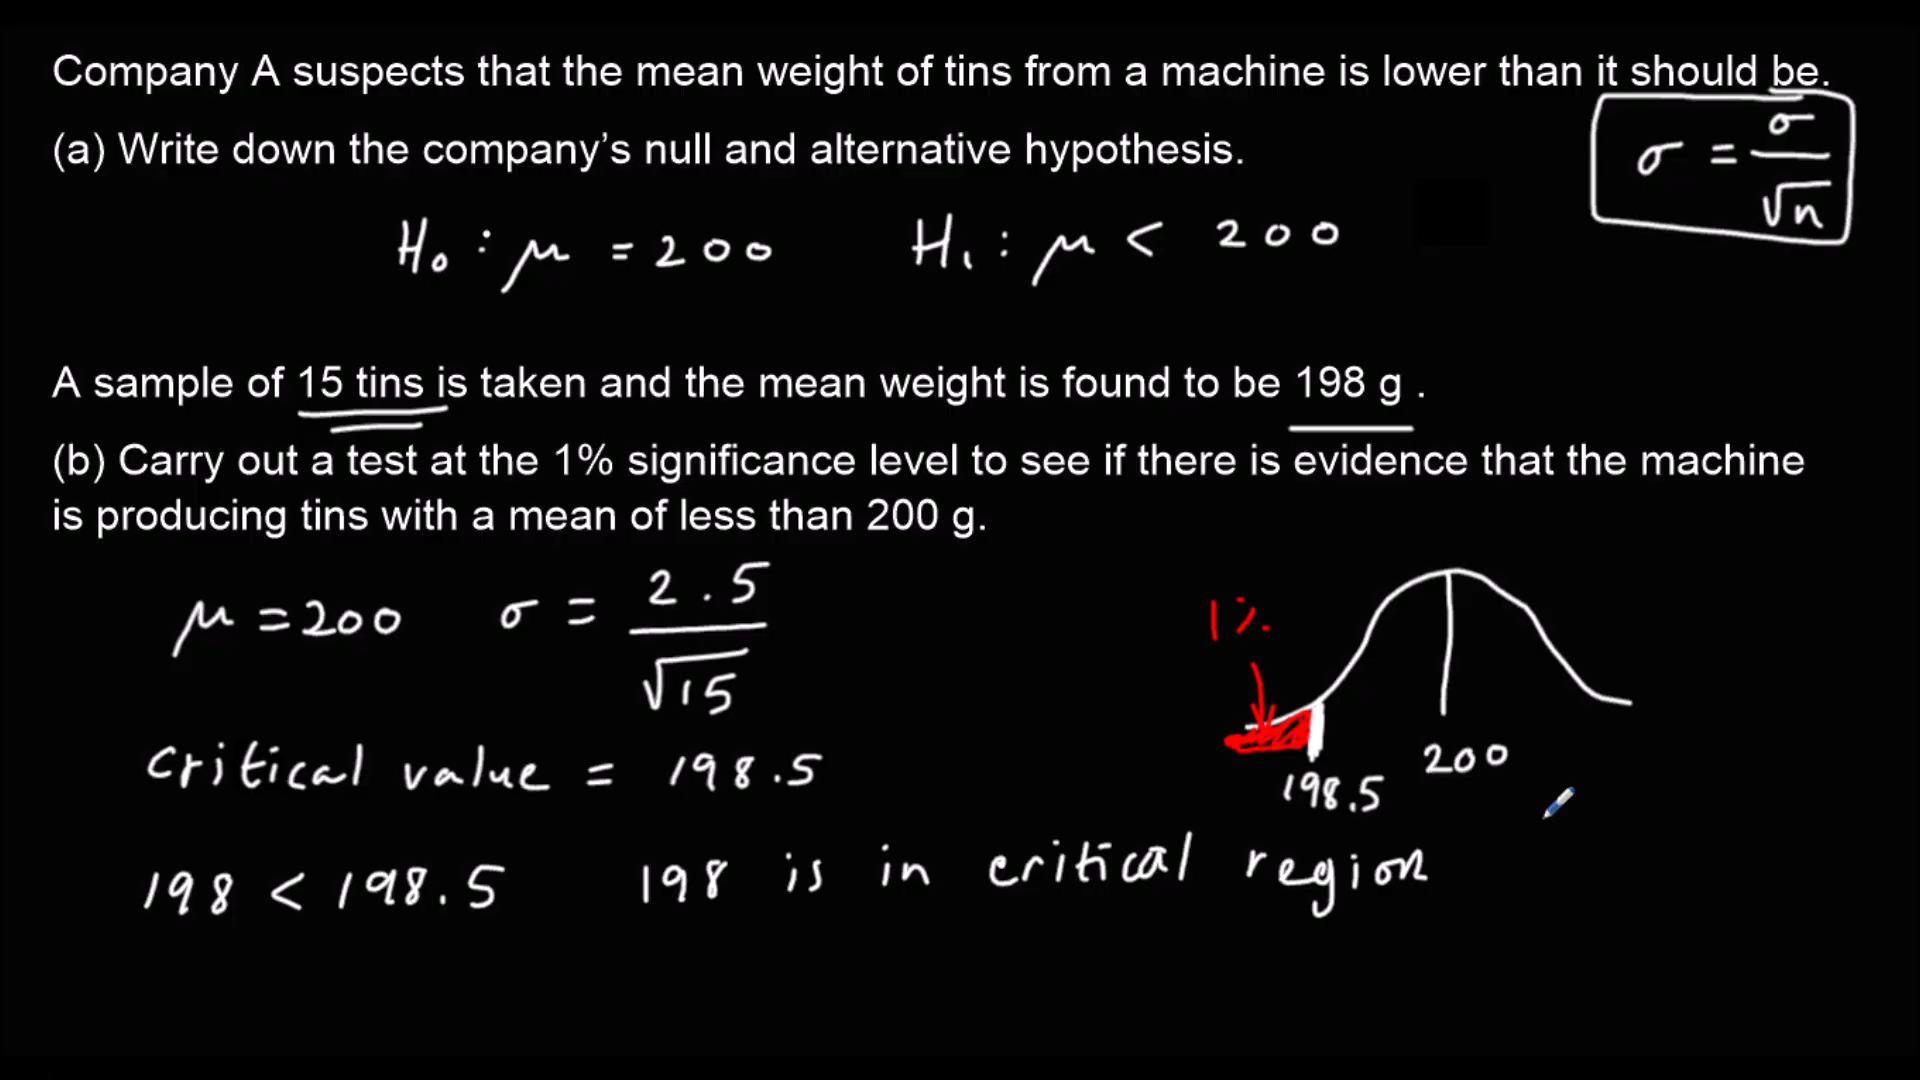 Company A suspects that the mean weight of tins from a machine is lower than it should be.
(a) Write down the company’s null and alternative hypothesis.
σ = σ/√n
H₀ : μ = 200 H₁ : μ < 200
A sample of 15 tins is taken and the mean weight is found to be 198 g .
(b) Carry out a test at the 1% significance level to see if there is evidence that the machine
is producing tins with a mean of less than 200 g.
μ = 200 σ = 2.5/√15
1%
Critical value = 198.5
198.5 200
198 < 198.5 198 is in critical region